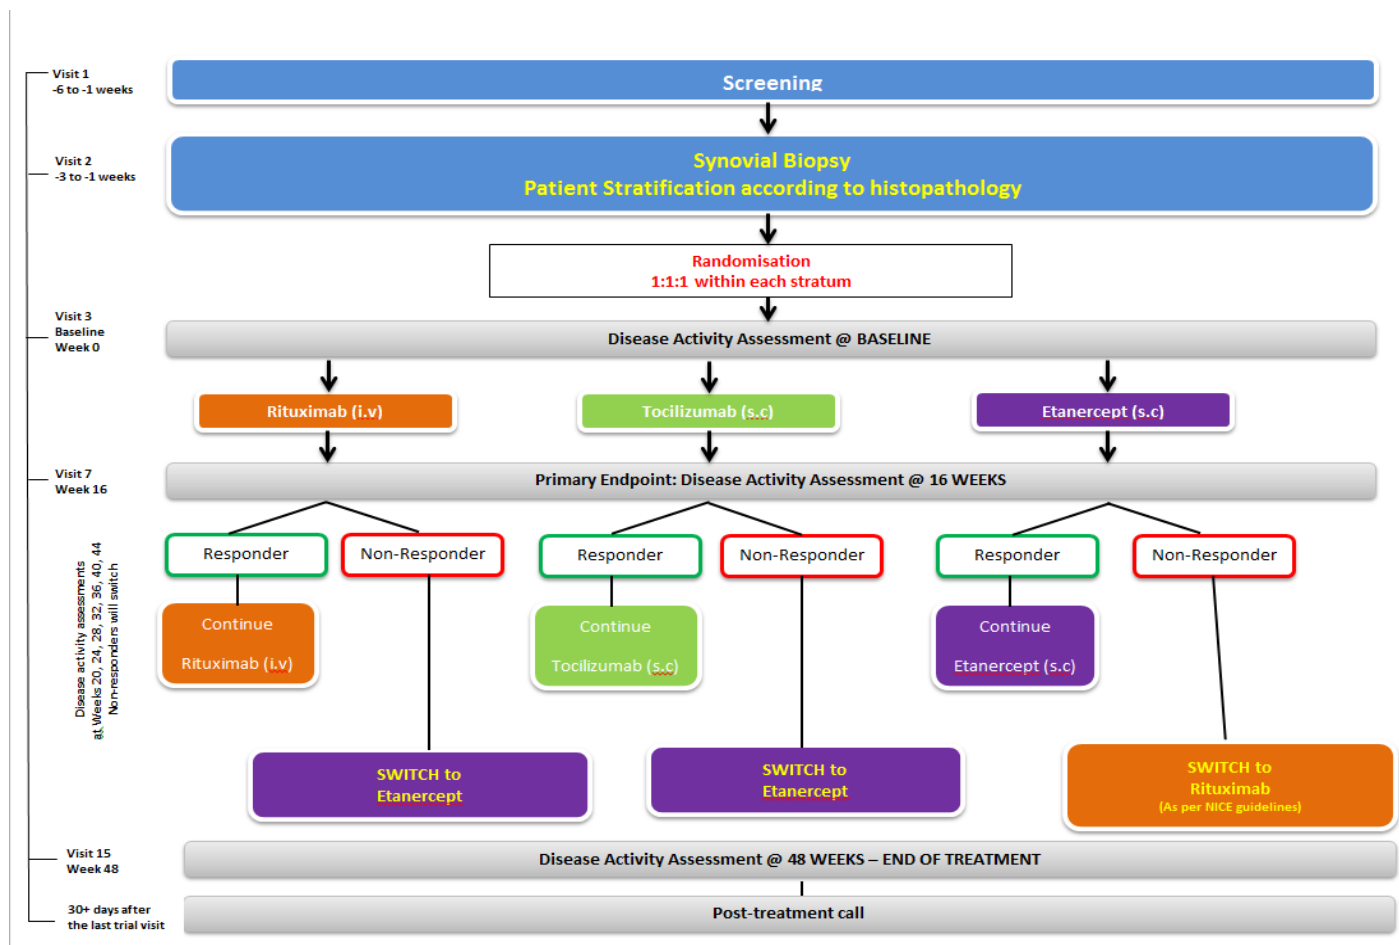 Visit 1
-6 to -1 weeks
Screening
Visit 2
-3 to -1 weeks
Synovial Biopsy
Patient Stratification according to histopathology
Randomisation
1:1:1 within each stratum
Visit 3
Baseline
Week 0
Disease Activity Assessment @ BASELINE
Rituximab (i.v)
Tocilizumab (s.c)
Etanercept (s.c)
Visit 7
Week 16
Primary Endpoint: Disease Activity Assessment @ 16 WEEKS
Disease activity assessments
at Weeks 20, 24, 28, 32, 36, 40, 44
Non-responders will switch
Responder
Non-Responder
Responder
Non-Responder
Responder
Non-Responder
Continue
Rituximab (i.v)
Continue
Tocilizumab (s.c)
Continue
Etanercept (s.c)
SWITCH to
Etanercept
SWITCH to
Etanercept
SWITCH to
Rituximab
(As per NICE guidelines)
Visit 15
Week 48
Disease Activity Assessment @ 48 WEEKS – END OF TREATMENT
30+ days after
the last trial visit
Post-treatment call